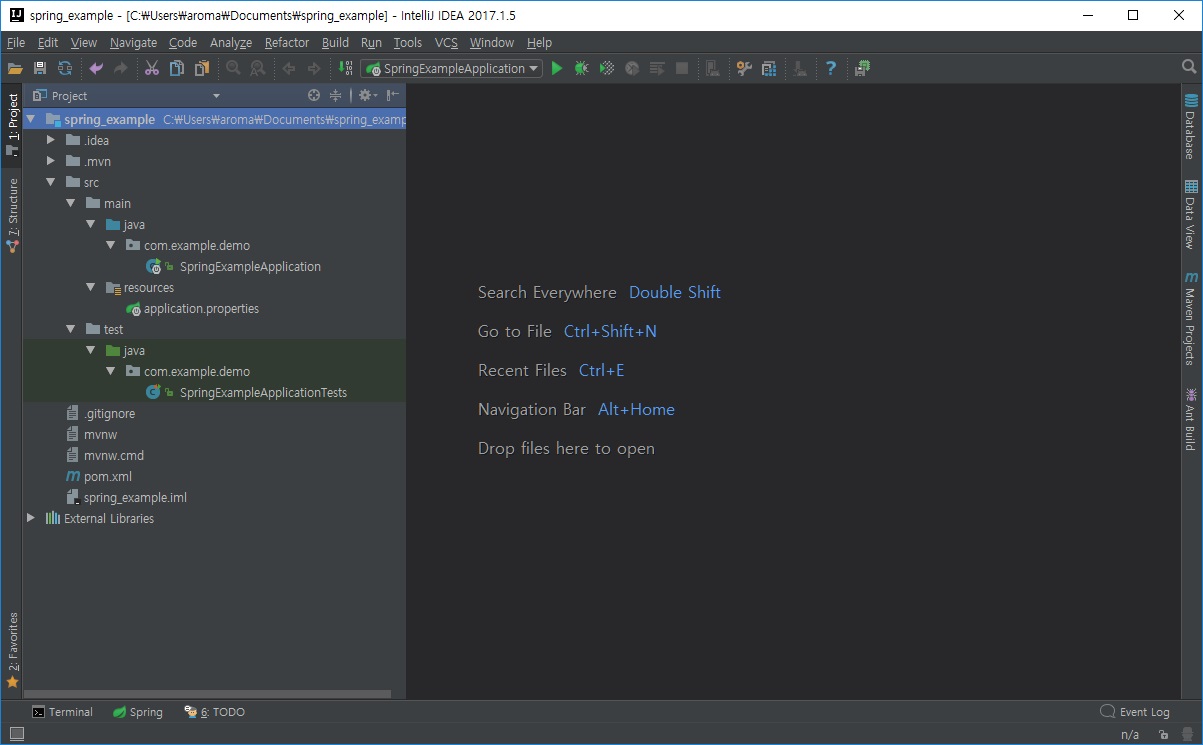 spring_example - [C:₩Users₩aroma₩Documents₩spring_example] - IntelliJ IDEA 2017.1.5
File Edit View Navigate Code Analyze Refactor Build Run Tools VCS Window Help
SpringExampleApplication
Project
1: Project
7: Structure
2: Favorites
spring_example C:₩Users₩aroma₩Documents₩spring_examp
.idea
.mvn
src
main
java
com.example.demo
SpringExampleApplication
resources
application.properties
test
java
com.example.demo
SpringExampleApplicationTests
.gitignore
mvnw
mvnw.cmd
pom.xml
spring_example.iml
External Libraries
Search Everywhere Double Shift
Go to File Ctrl+Shift+N
Recent Files Ctrl+E
Navigation Bar Alt+Home
Drop files here to open
Database
Data View
Maven Projects
Ant Build
Terminal Spring 6: TODO Event Log
n/a